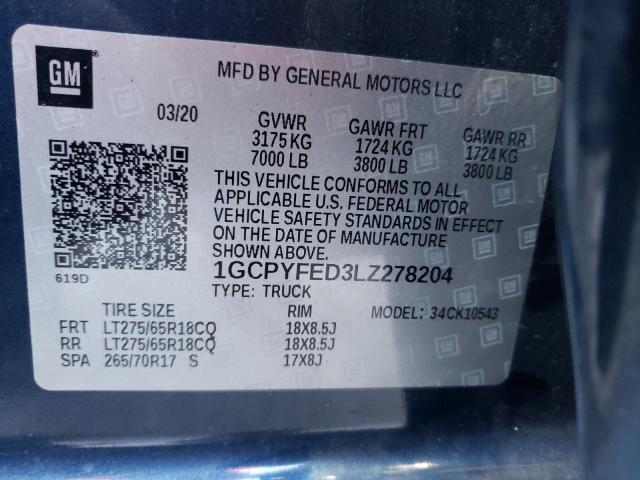 GM
MFD BY GENERAL MOTORS LLC
03/20
GVWR GAWR FRT GAWR RR
3175 KG 1724 KG 1724 KG
7000 LB 3800 LB 3800 LB
THIS VEHICLE CONFORMS TO ALL
APPLICABLE U.S. FEDERAL MOTOR
VEHICLE SAFETY STANDARDS IN EFFECT
ON THE DATE OF MANUFACTURE
SHOWN ABOVE.
619D
1GCPYFED3LZ278204
TYPE: TRUCK
TIRE SIZE RIM MODEL: 34CK10543
FRT LT275/65R18CQ 18X8.5J
RR LT275/65R18CQ 18X8.5J
SPA 265/70R17 S 17X8J